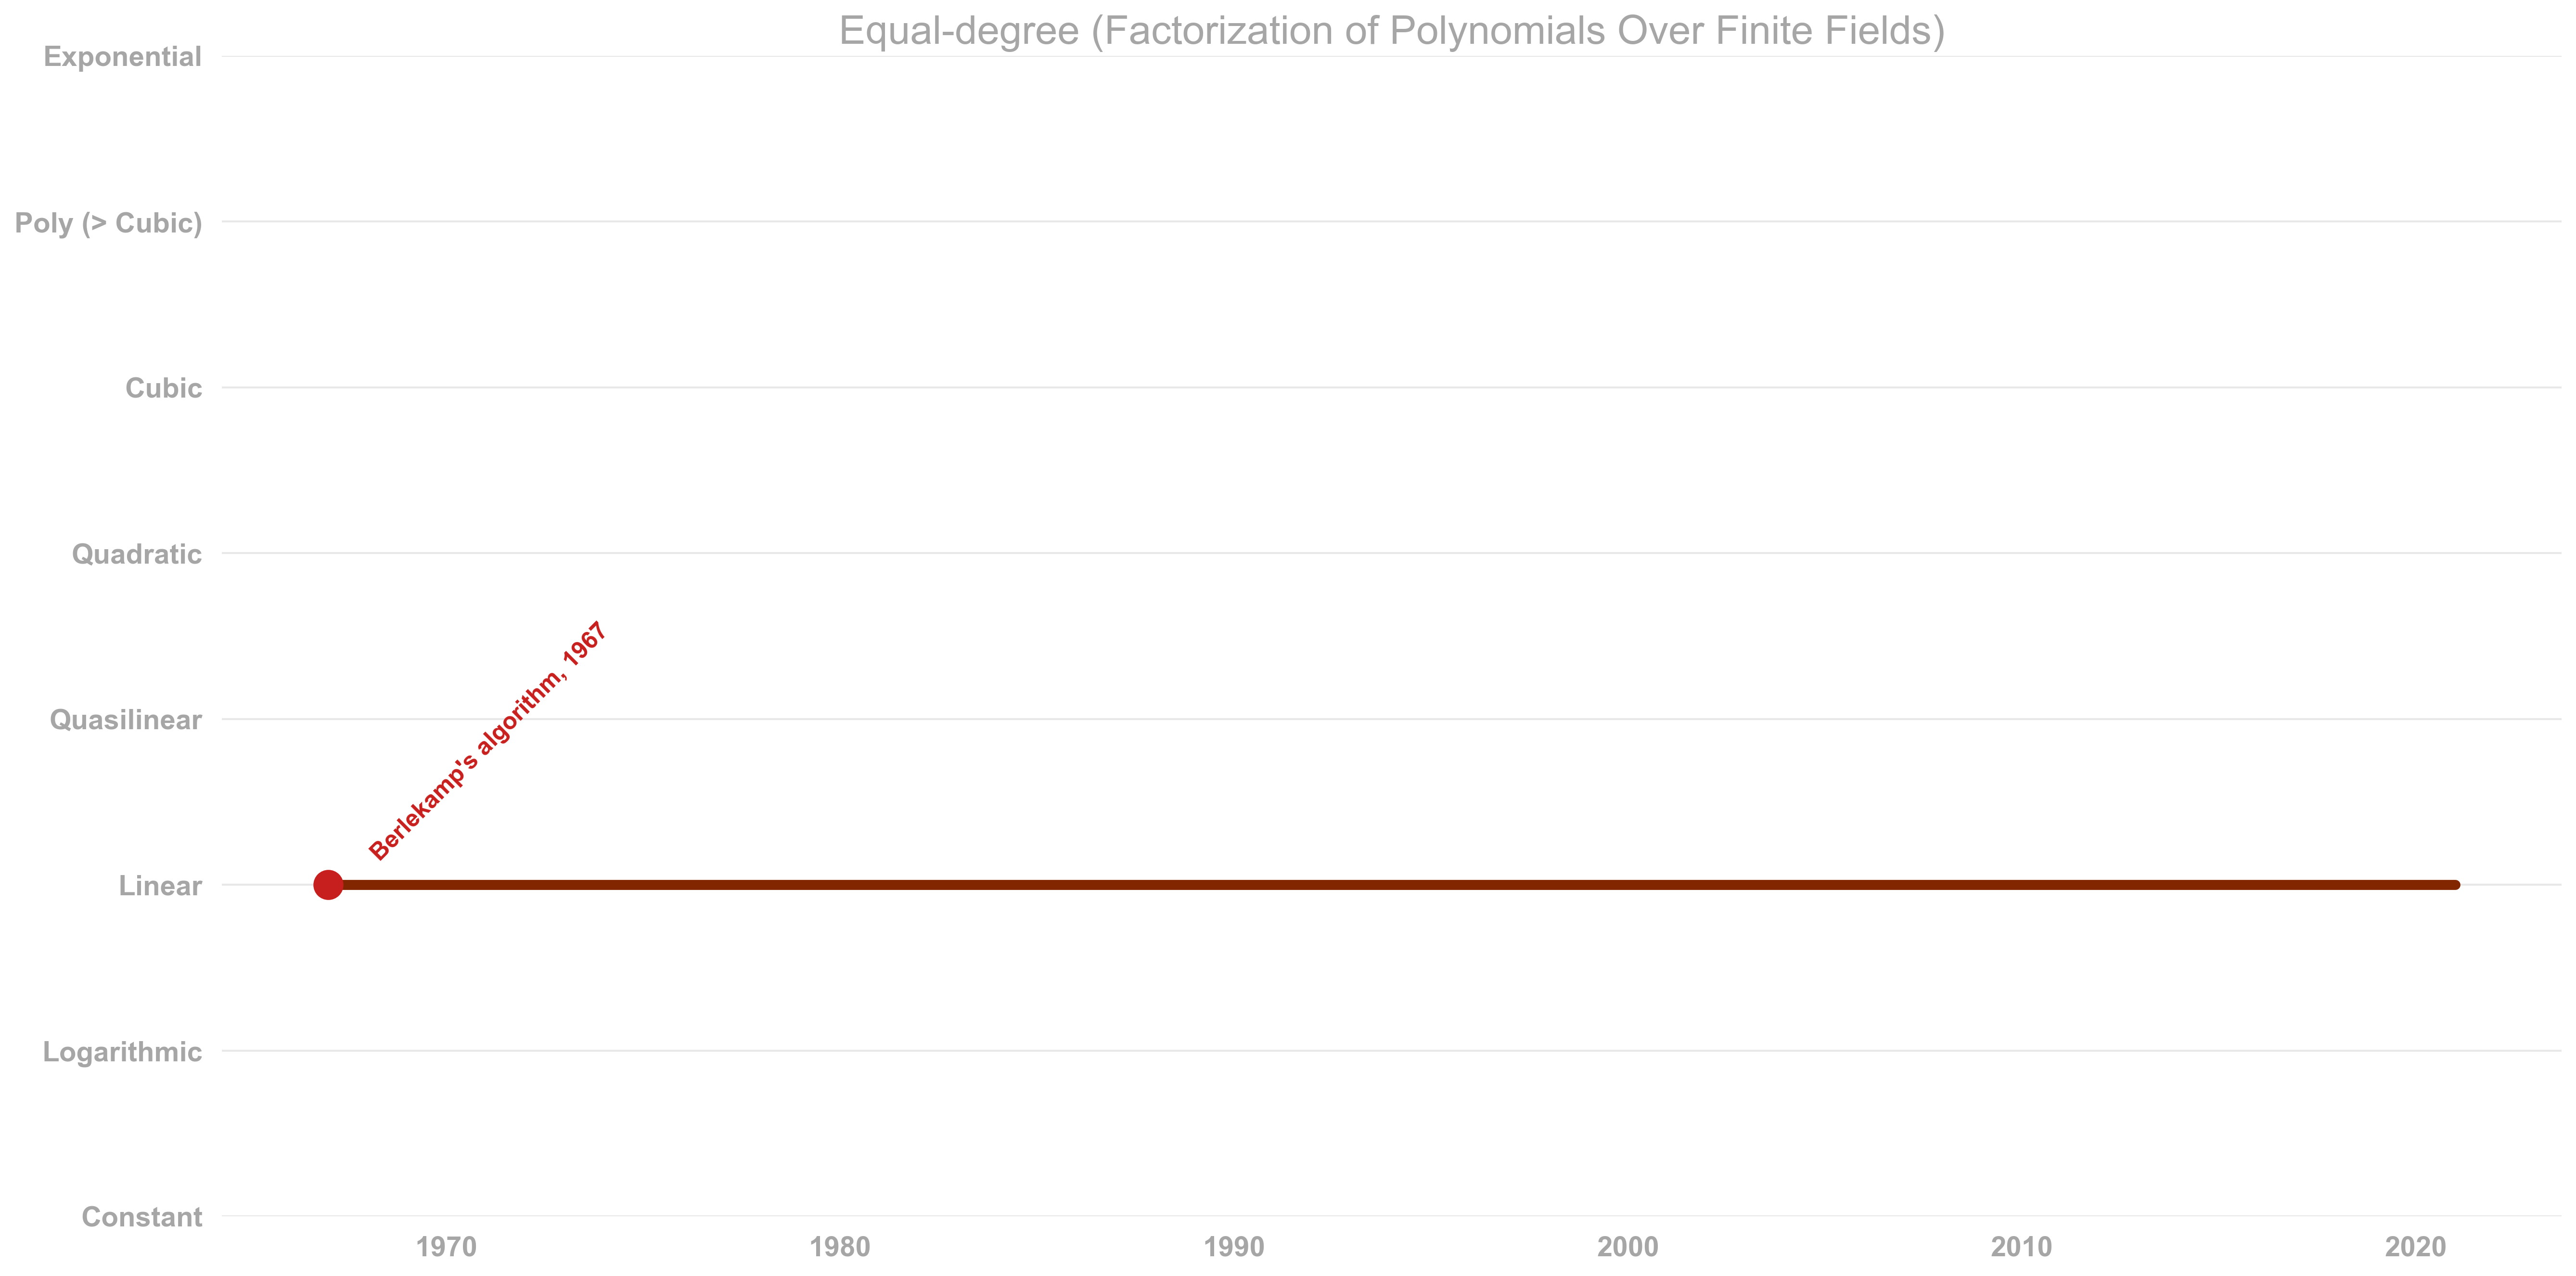 Equal-degree (Factorization of Polynomials Over Finite Fields)
Exponential
Poly (> Cubic)
Cubic
Quadratic
Quasilinear
Linear
Logarithmic
Constant
Berlekamp's algorithm, 1967
1970 1980 1990 2000 2010 2020